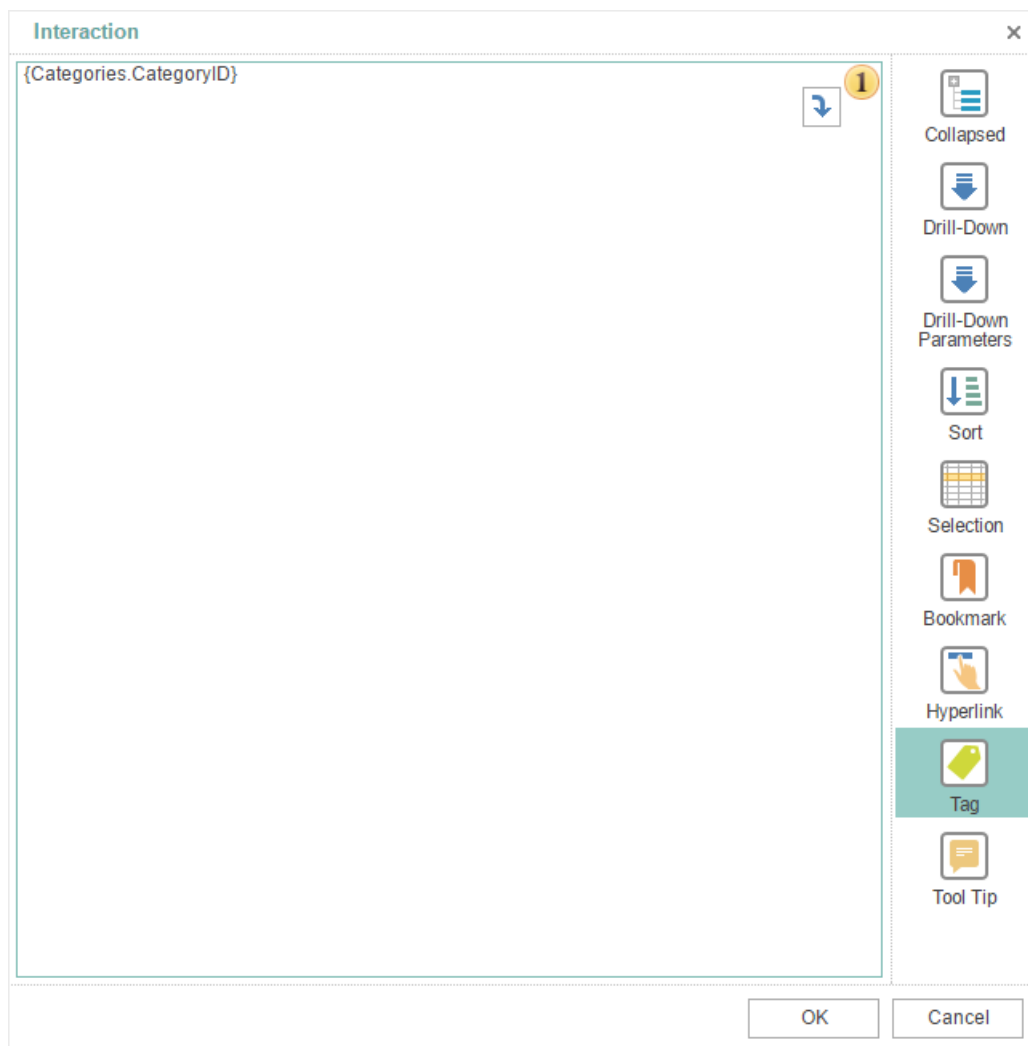 Interaction
{Categories.CategoryID}
1
Collapsed
Drill-Down
Drill-Down
Parameters
Sort
Selection
Bookmark
Hyperlink
Tag
Tool Tip
OK
Cancel